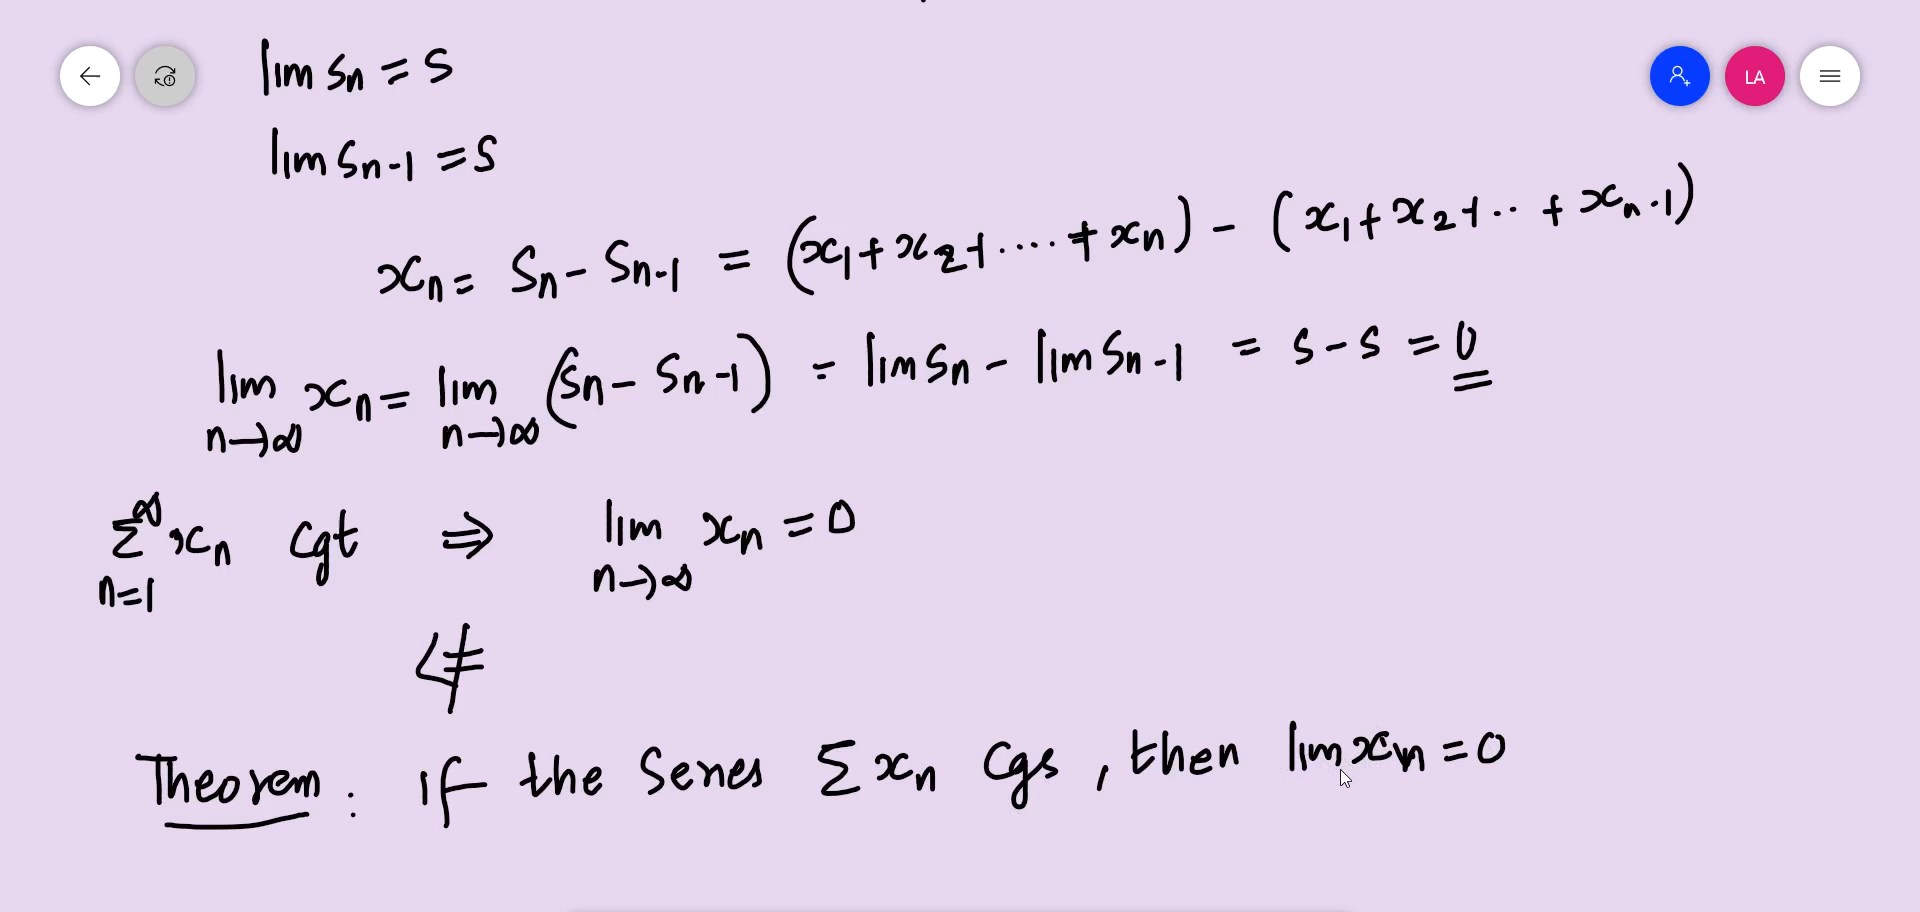 lim Sn = S
LA
lim Sn-1 = S
xn = Sn - Sn-1 = (x1 + x2 + ..... + xn) - (x1 + x2 + .. + xn-1)
lim n→∞ xn = lim n→∞ (Sn - Sn-1) = lim Sn - lim Sn-1 = S - S = 0
∑ n=1 ∞ xn cgt ⇒ lim n→∞ xn = 0
⇍
Theorem : If the Series ∑ xn cgs , then lim xn = 0